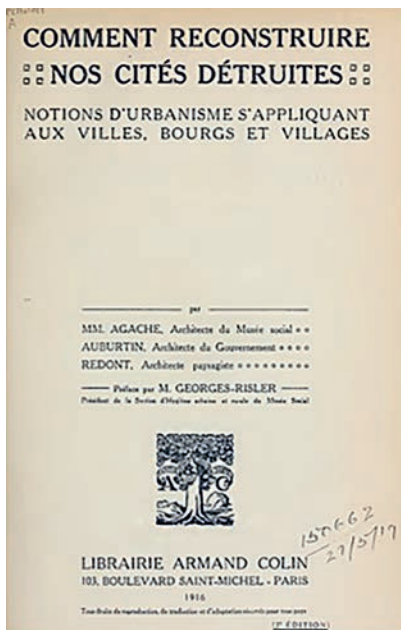 COMMENT RECONSTRUIRE
NOS CITÉS DÉTRUITES
NOTIONS D'URBANISME S'APPLIQUANT
AUX VILLES, BOURGS ET VILLAGES
par
MM. AGACHE, Architecte du Musée social
AUBURTIN, Architecte du Gouvernement
REDONT, Architecte paysagiste
Préface par M. GEORGES-RISLER
Président de la Section d'Hygiène urbaine et rurale du Musée Social
A C
LIBRAIRIE ARMAND COLIN
103, BOULEVARD SAINT-MICHEL - PARIS
1916
Tous droits de reproduction, de traduction et d'adaptation réservés pour tous pays
(2e ÉDITION)
27/5/19